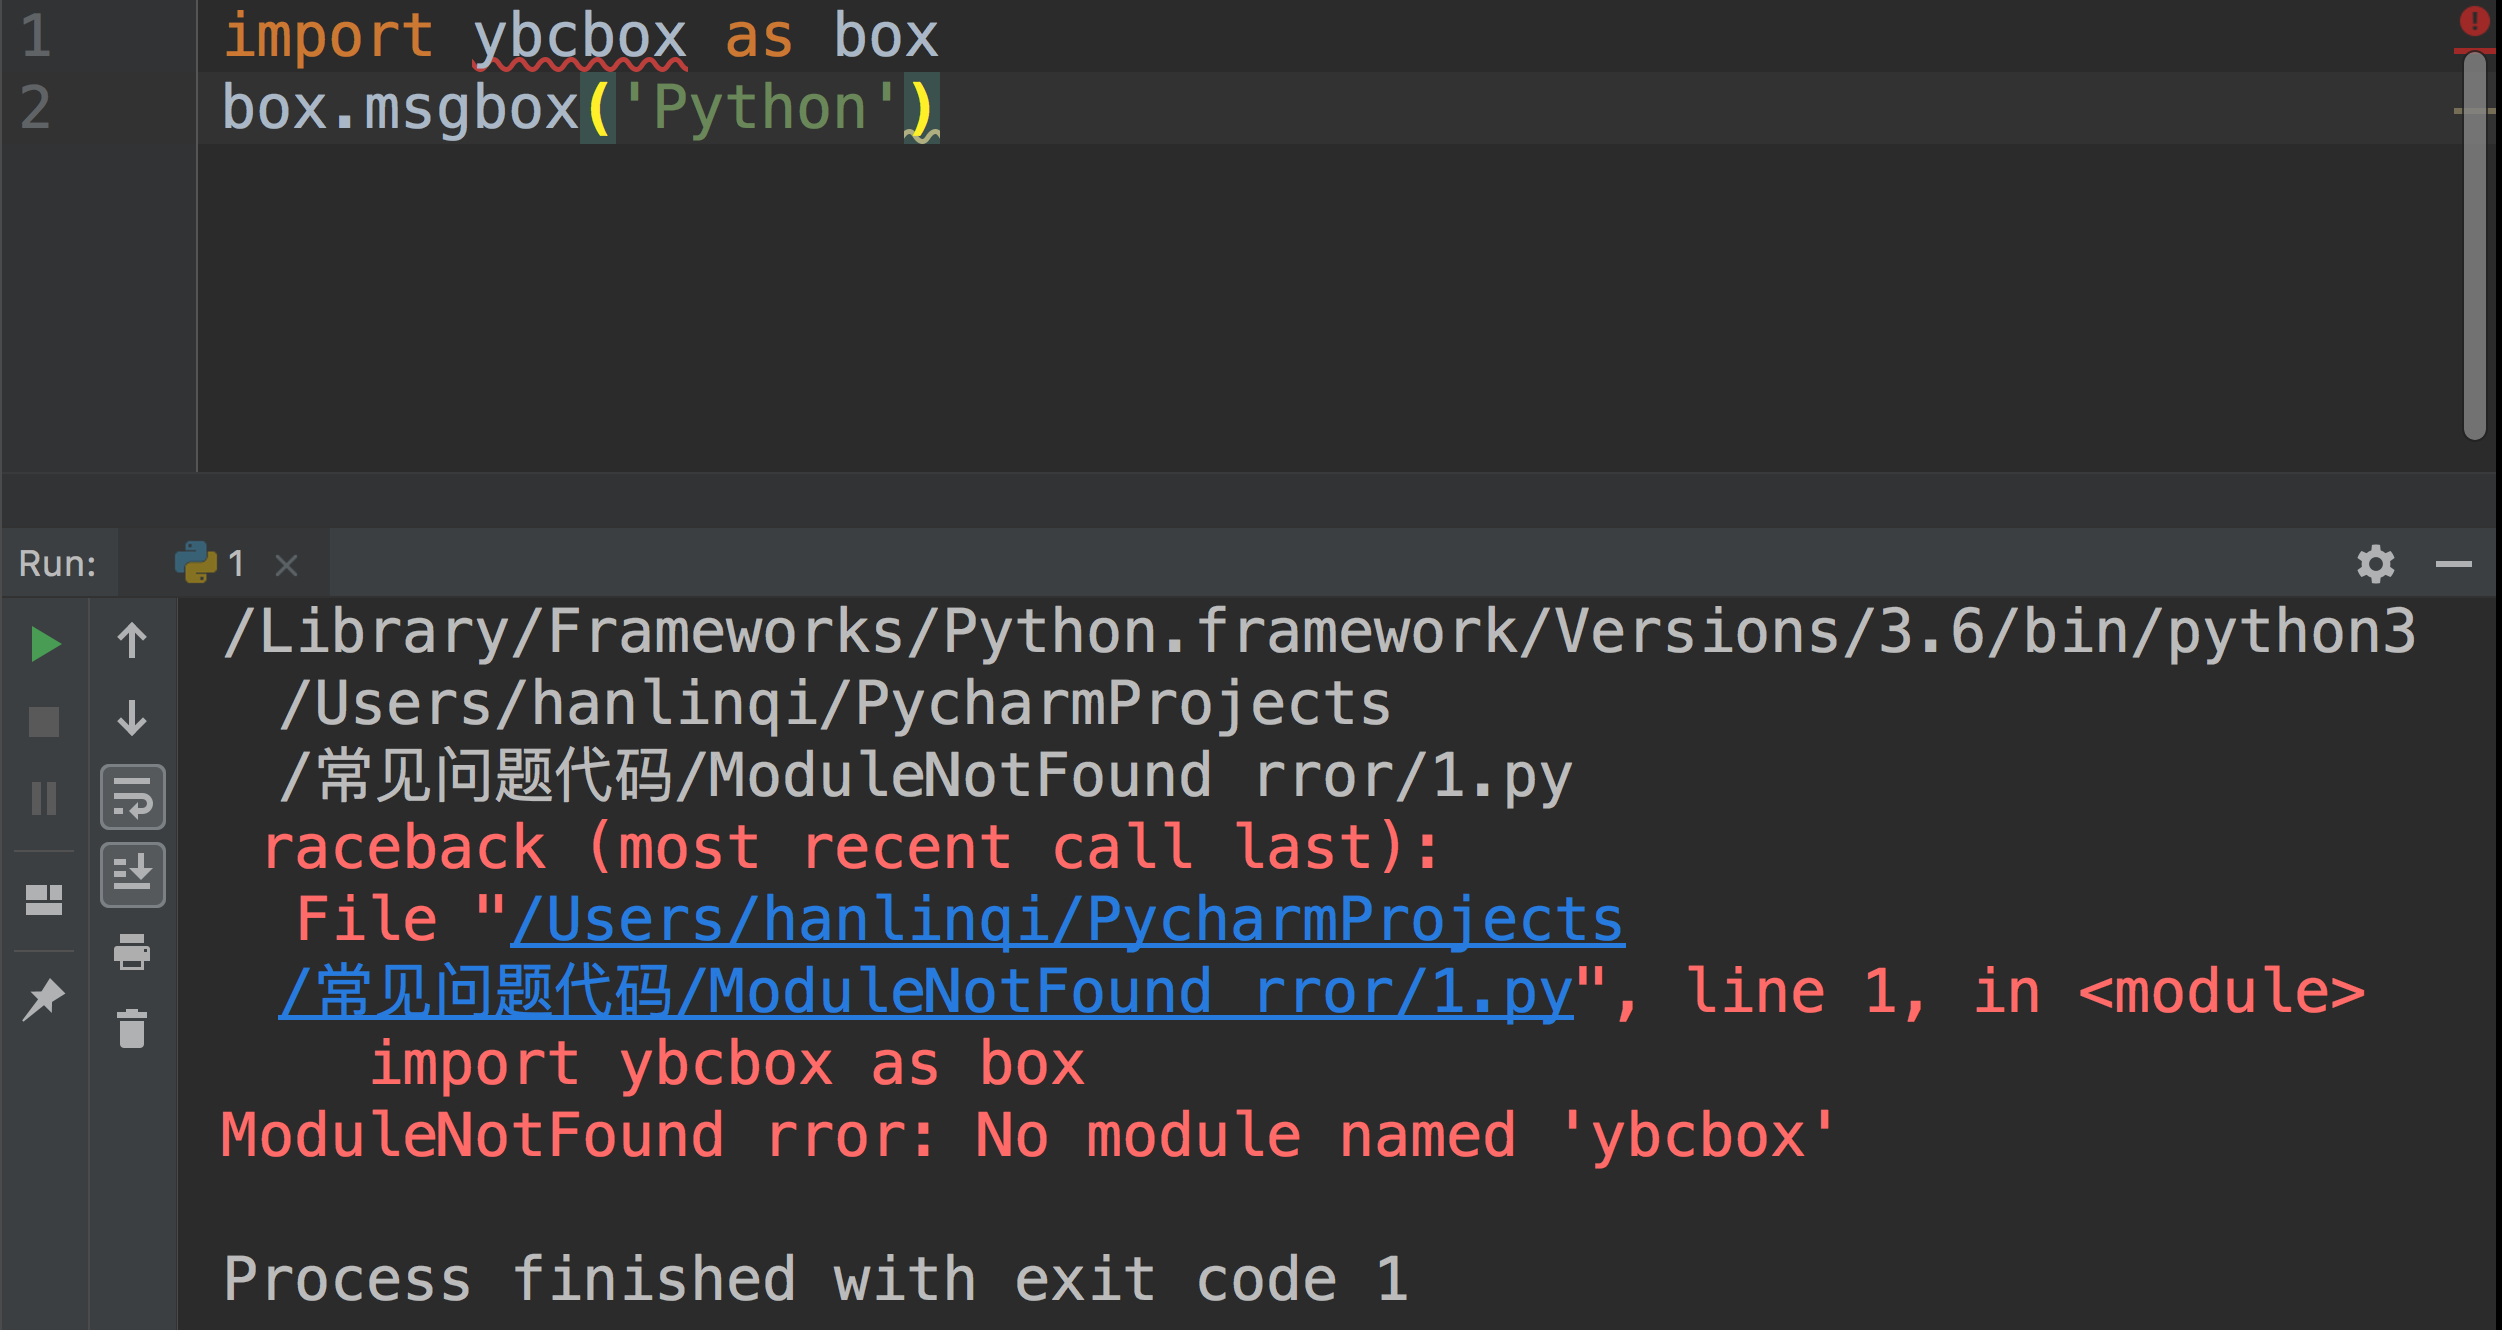 1 import ybcbox as box
2 box.msgbox('Python')
Run: 1
/Library/Frameworks/Python.framework/Versions/3.6/bin/python3
/Users/hanlinqi/PycharmProjects
/常见问题代码/ModuleNotFound rror/1.py
raceback (most recent call last):
File "/Users/hanlinqi/PycharmProjects
/常见问题代码/ModuleNotFound rror/1.py", line 1, in <module>
import ybcbox as box
ModuleNotFound rror: No module named 'ybcbox'
Process finished with exit code 1